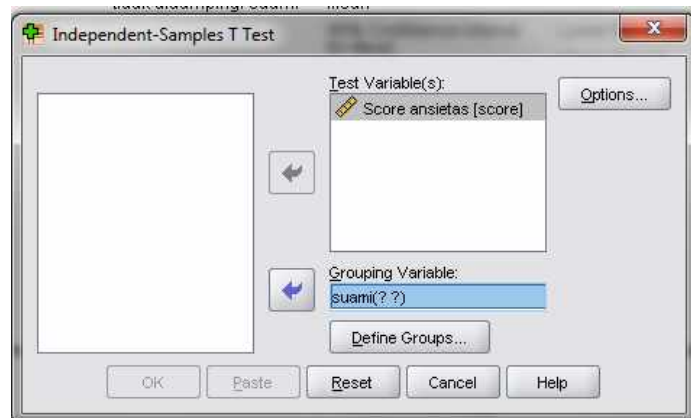 Independent-Samples T Test
Test Variable(s):
Score ansietas [score]
Options...
Grouping Variable:
suami(? ?)
Define Groups...
OK
Paste
Reset
Cancel
Help